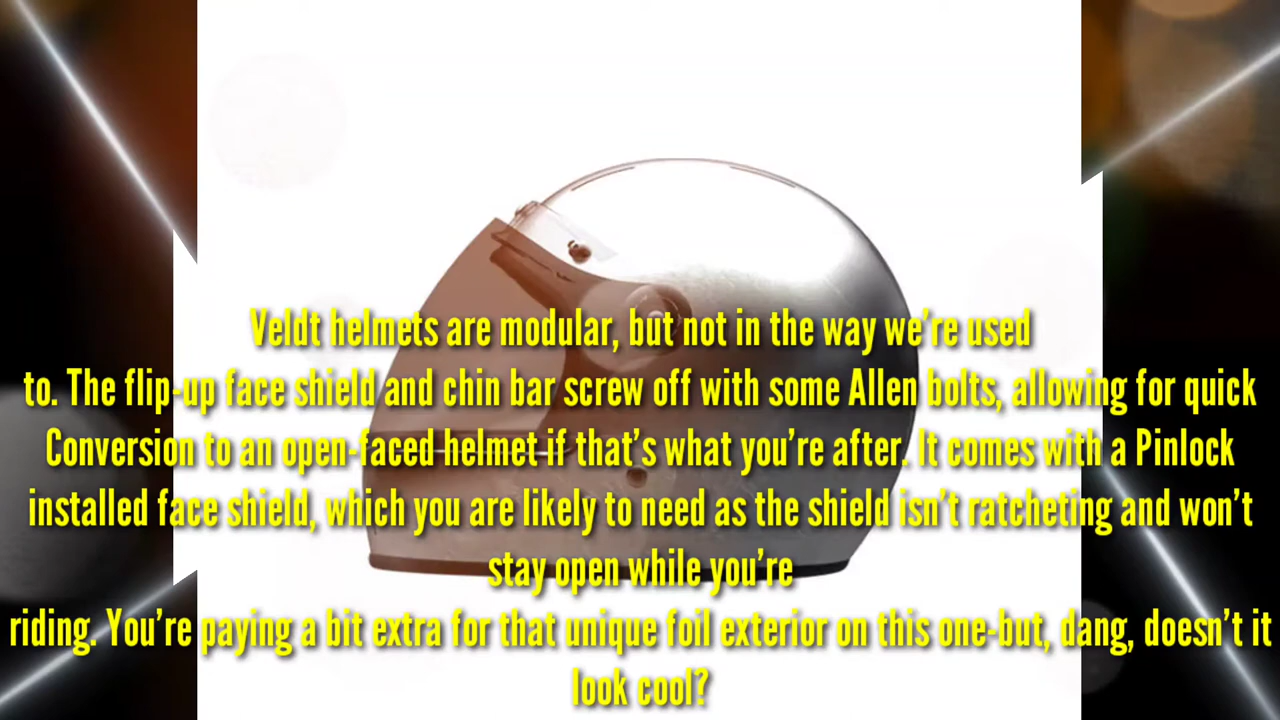 Veldt helmets are modular, but not in the way we're used
to. The flip-up face shield and chin bar screw off with some Allen bolts, allowing for quick
Conversion to an open-faced helmet if that's what you're after. It comes with a Pinlock
installed face shield, which you are likely to need as the shield isn't ratcheting and won't
stay open while you're
riding. You're paying a bit extra for that unique foil exterior on this one-but, dang, doesn't it
look cool?